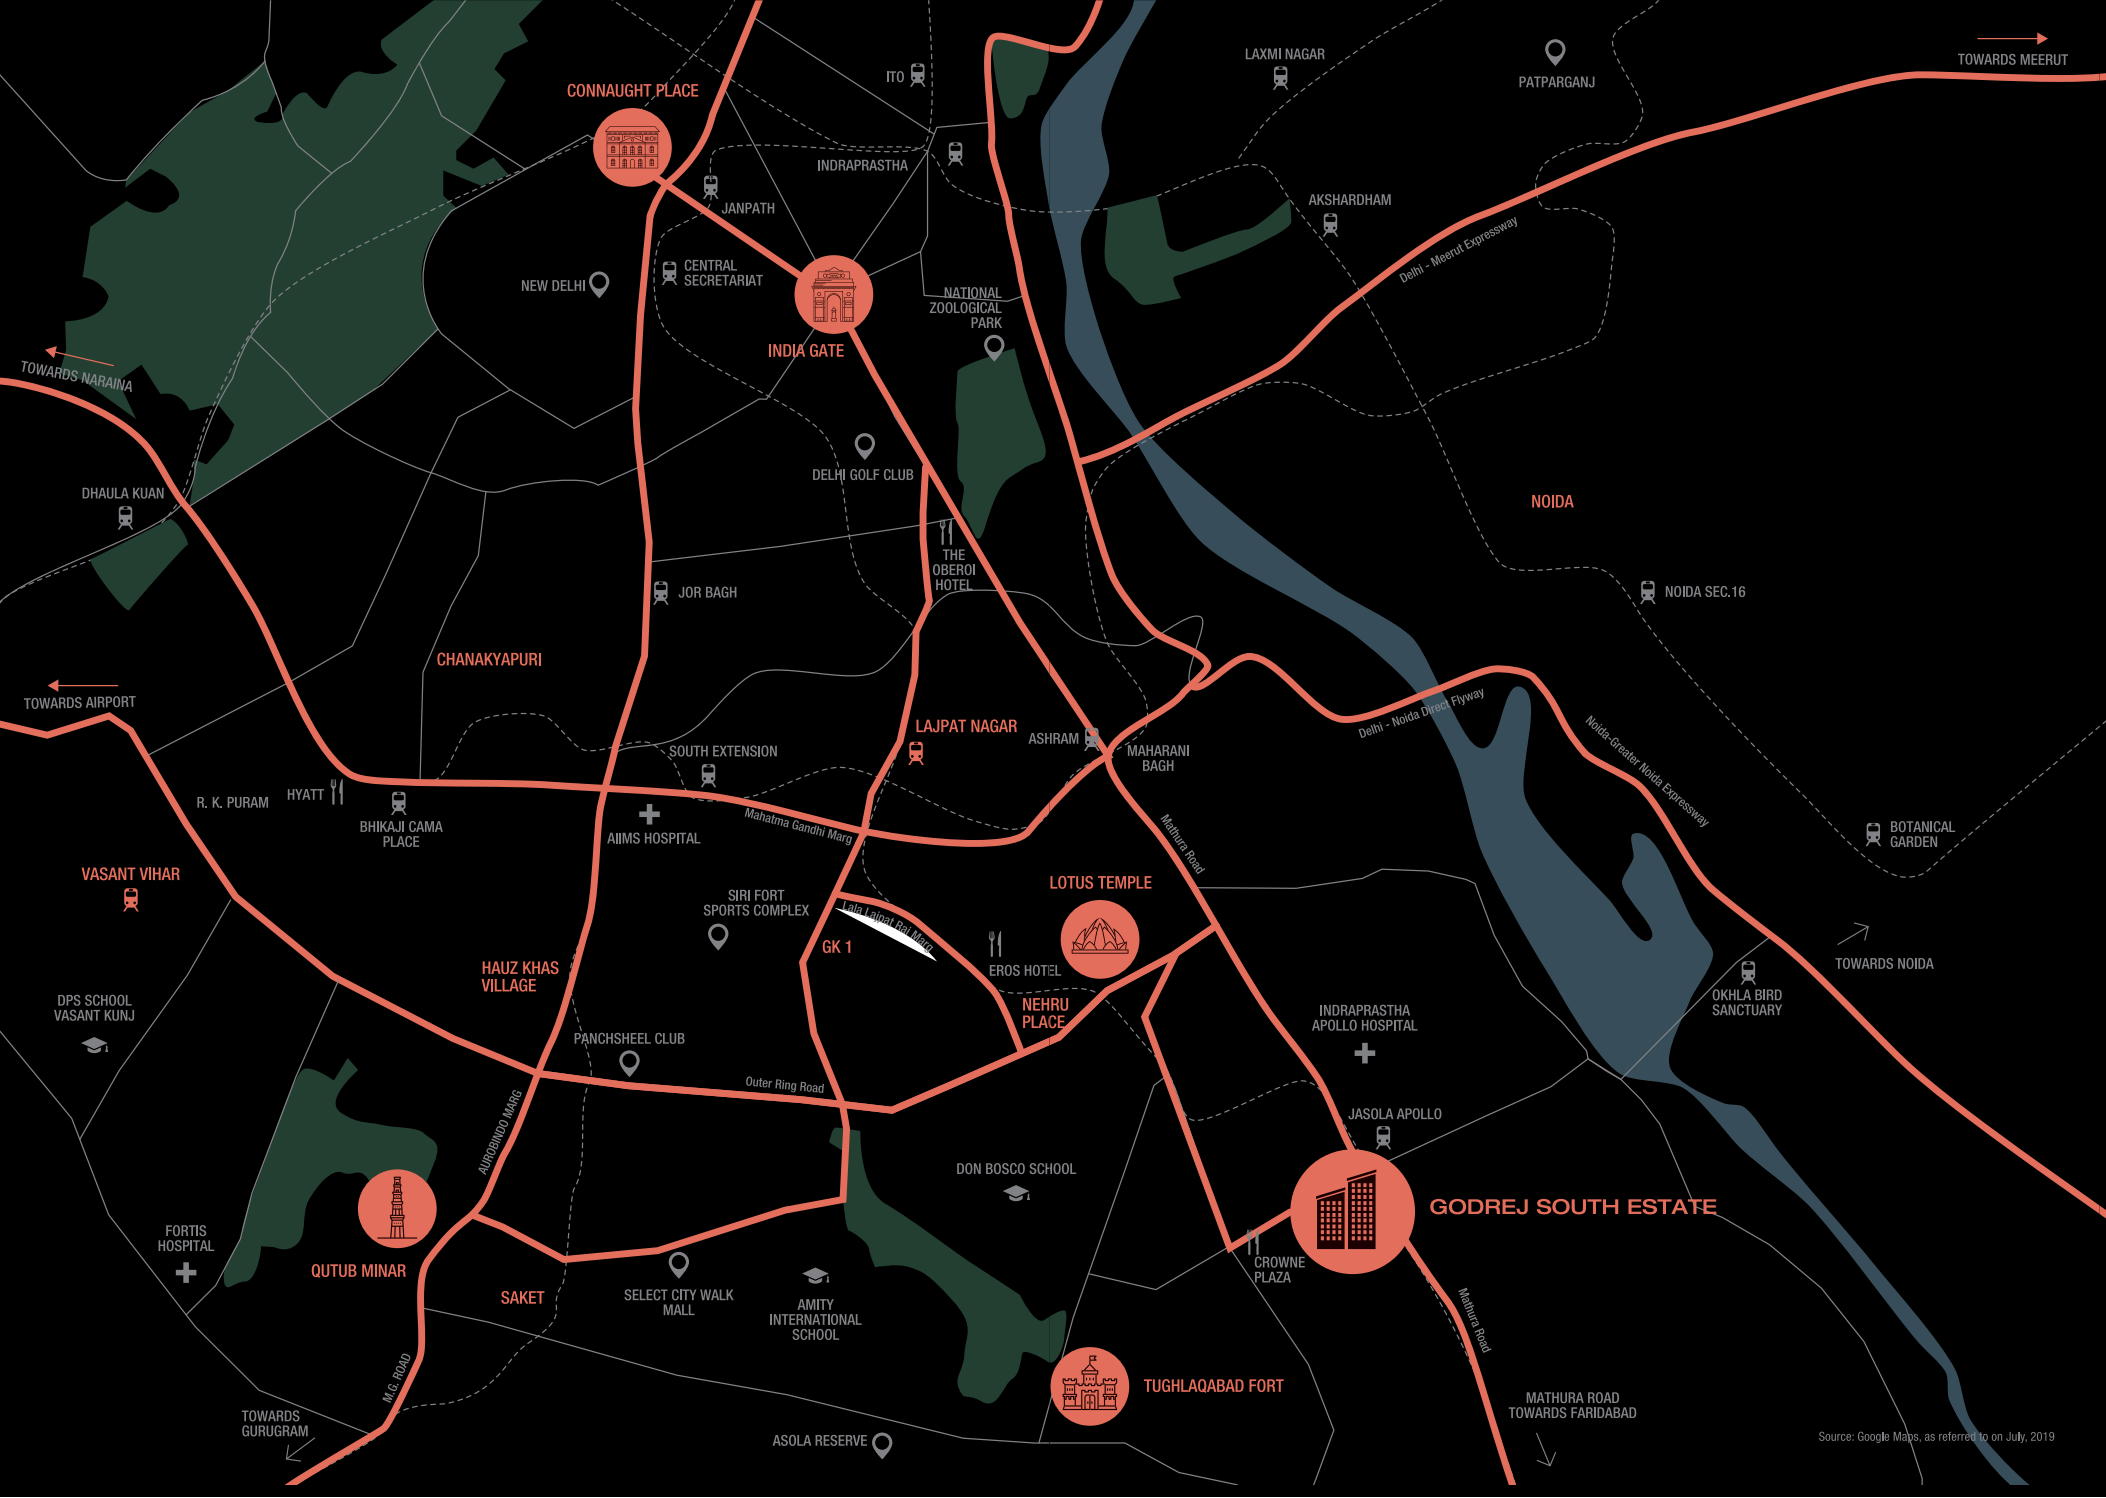 LAXMI NAGAR
TOWARDS MEERUT
ITO
PATPARGANJ
CONNAUGHT PLACE
INDRAPRASTHA
JANPATH
AKSHARDHAM
Delhi - Meerut Expressway
NEW DELHI
CENTRAL
SECRETARIAT
NATIONAL
ZOOLOGICAL
PARK
INDIA GATE
TOWARDS NARAINA
DELHI GOLF CLUB
DHAULA KUAN
NOIDA
THE
OBEROI
HOTEL
JOR BAGH
NOIDA SEC.16
CHANAKYAPURI
TOWARDS AIRPORT
Delhi - Noida Direct Flyway
LAJPAT NAGAR
ASHRAM
MAHARANI
BAGH
SOUTH EXTENSION
Noida-Greater Noida Expressway
R. K. PURAM
HYATT
BHIKAJI CAMA
PLACE
AIIMS HOSPITAL
Mahatma Gandhi Marg
Mathura Road
BOTANICAL
GARDEN
VASANT VIHAR
LOTUS TEMPLE
SIRI FORT
SPORTS COMPLEX
Lala Lajpat Rai Marg
GK 1
EROS HOTEL
TOWARDS NOIDA
HAUZ KHAS
VILLAGE
DPS SCHOOL
VASANT KUNJ
NEHRU
PLACE
INDRAPRASTHA
APOLLO HOSPITAL
OKHLA BIRD
SANCTUARY
PANCHSHEEL CLUB
Outer Ring Road
AUROBINDO MARG
JASOLA APOLLO
DON BOSCO SCHOOL
GODREJ SOUTH ESTATE
FORTIS
HOSPITAL
QUTUB MINAR
SAKET
SELECT CITY WALK
MALL
AMITY
INTERNATIONAL
SCHOOL
CROWNE
PLAZA
Mathura Road
M.G. ROAD
TUGHLAQABAD FORT
TOWARDS
GURUGRAM
ASOLA RESERVE
MATHURA ROAD
TOWARDS FARIDABAD
Source: Google Maps, as referred to on July, 2019